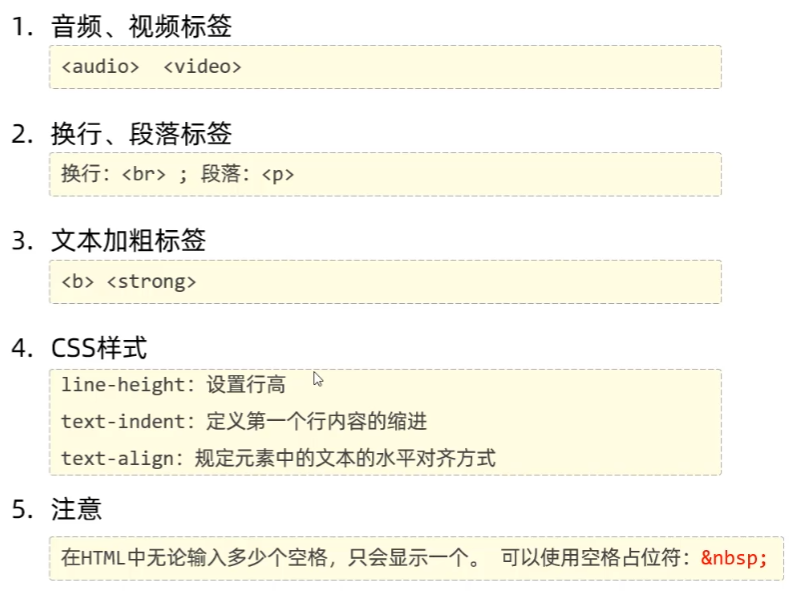 1. 音频、视频标签
<audio>  <video>
2. 换行、段落标签
换行：<br> ; 段落：<p>
3. 文本加粗标签
<b> <strong>
4. CSS样式
line-height：设置行高
text-indent：定义第一个行内容的缩进
text-align：规定元素中的文本的水平对齐方式
5. 注意
在HTML中无论输入多少个空格，只会显示一个。 可以使用空格占位符：&nbsp;